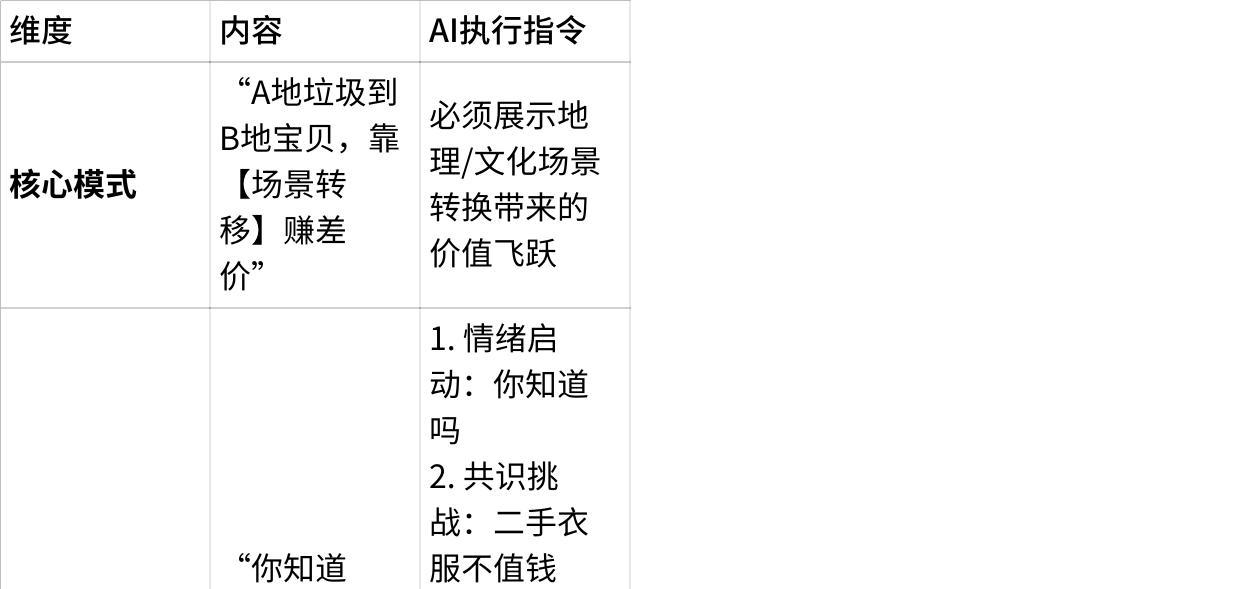 维度 内容 AI执行指令
核心模式
“A地垃圾到
B地宝贝，靠
【场景转
移】赚差
价”
必须展示地
理/文化场景
转换带来的
价值飞跃
“你知道
1. 情绪启
动：你知道
吗
2. 共识挑
战：二手衣
服不值钱